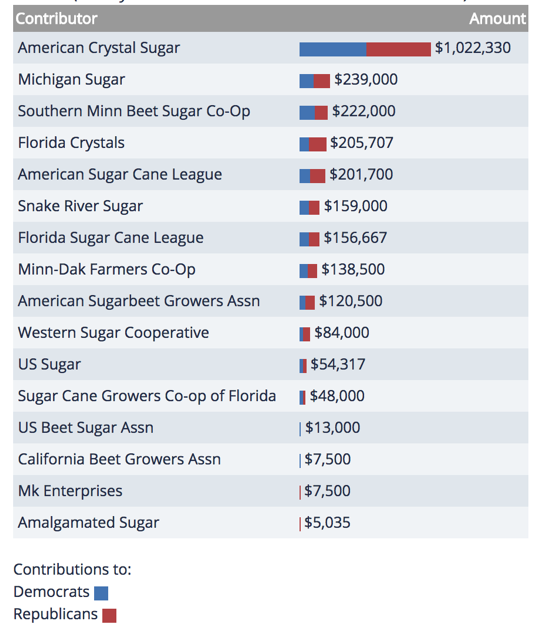 Contributor Amount
American Crystal Sugar $1,022,330
Michigan Sugar $239,000
Southern Minn Beet Sugar Co-Op $222,000
Florida Crystals $205,707
American Sugar Cane League $201,700
Snake River Sugar $159,000
Florida Sugar Cane League $156,667
Minn-Dak Farmers Co-Op $138,500
American Sugarbeet Growers Assn $120,500
Western Sugar Cooperative $84,000
US Sugar $54,317
Sugar Cane Growers Co-op of Florida $48,000
US Beet Sugar Assn $13,000
California Beet Growers Assn $7,500
Mk Enterprises $7,500
Amalgamated Sugar $5,035
Contributions to:
Democrats
Republicans